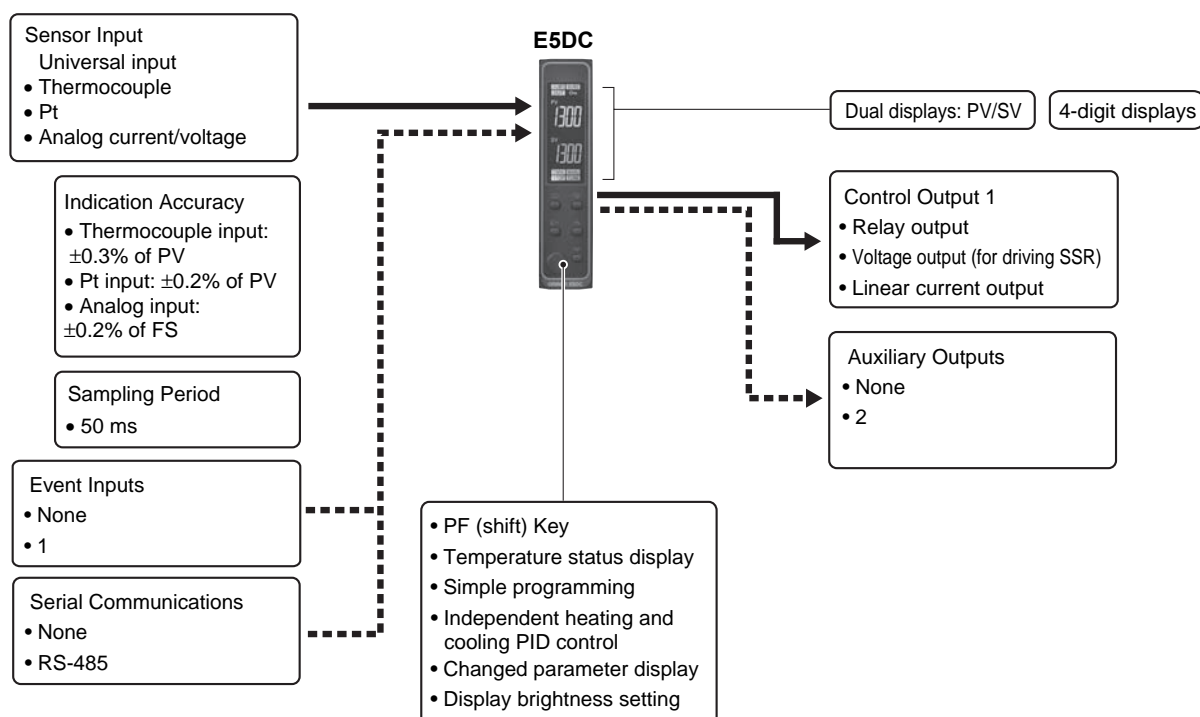 Sensor Input
Universal input
• Thermocouple
• Pt
• Analog current/voltage
Indication Accuracy
• Thermocouple input:
±0.3% of PV
• Pt input: ±0.2% of PV
• Analog input:
±0.2% of FS
Sampling Period
• 50 ms
Event Inputs
• None
• 1
Serial Communications
• None
• RS-485
E5DC
PV
1300
SV
1300
• PF (shift) Key
• Temperature status display
• Simple programming
• Independent heating and
cooling PID control
• Changed parameter display
• Display brightness setting
Dual displays: PV/SV
4-digit displays
Control Output 1
• Relay output
• Voltage output (for driving SSR)
• Linear current output
Auxiliary Outputs
• None
• 2